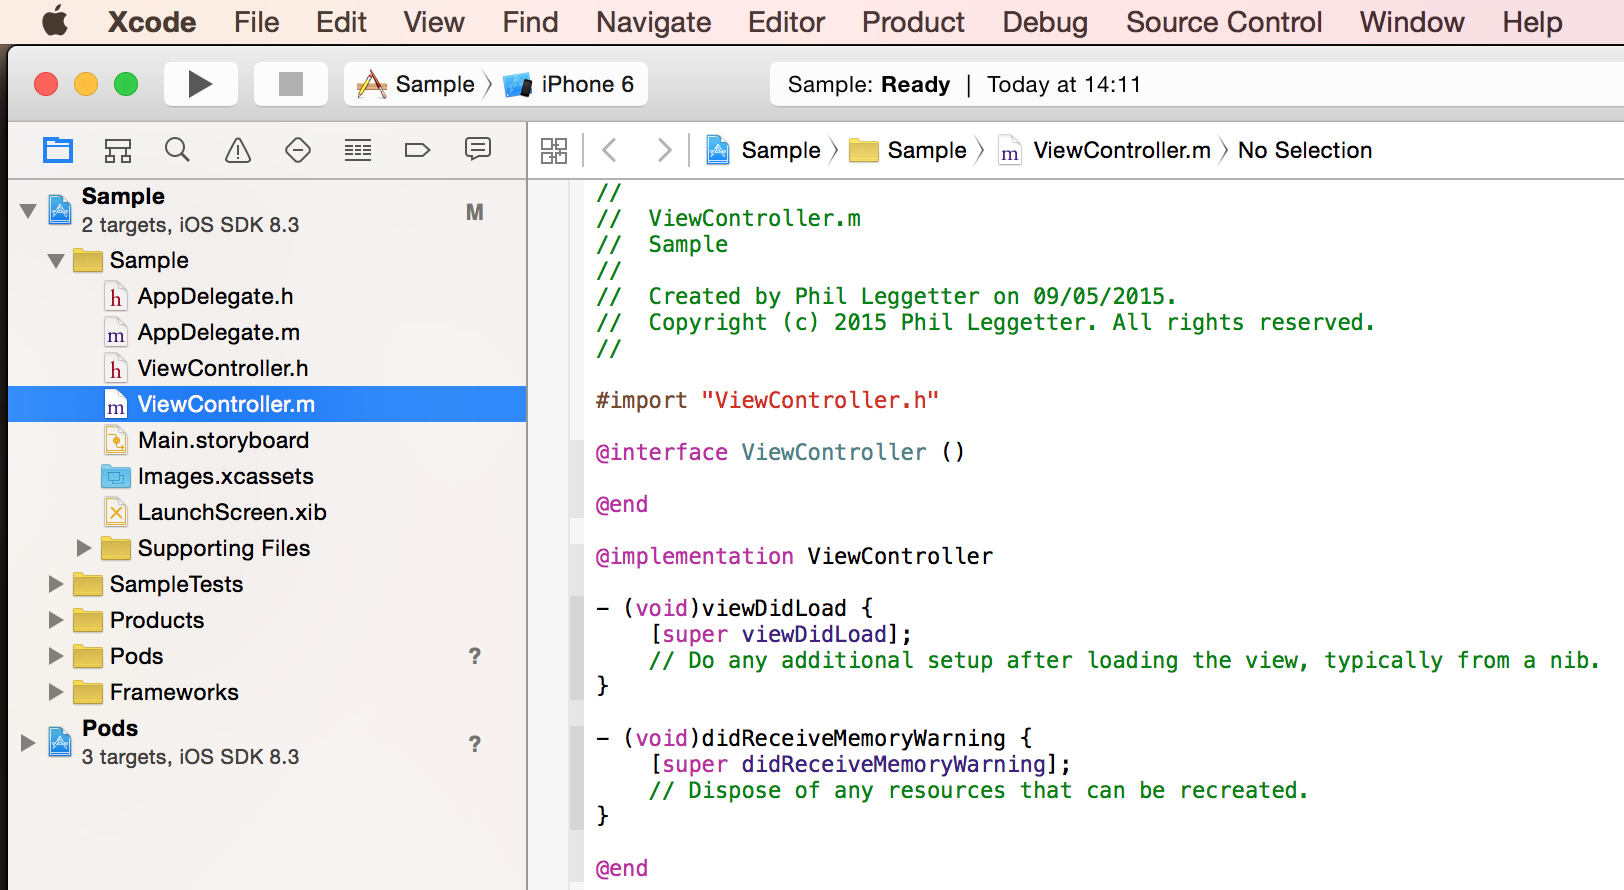 Xcode File Edit View Find Navigate Editor Product Debug Source Control Window Help
Sample iPhone 6
Sample: Ready | Today at 14:11
Sample Sample m ViewController.m No Selection
Sample
2 targets, iOS SDK 8.3 M
Sample
h AppDelegate.h
m AppDelegate.m
h ViewController.h
m ViewController.m
Main.storyboard
Images.xcassets
LaunchScreen.xib
Supporting Files
SampleTests
Products
Pods ?
Frameworks
Pods
3 targets, iOS SDK 8.3 ?
//
// ViewController.m
// Sample
//
// Created by Phil Leggetter on 09/05/2015.
// Copyright (c) 2015 Phil Leggetter. All rights reserved.
//
#import "ViewController.h"
@interface ViewController ()
@end
@implementation ViewController
- (void)viewDidLoad {
[super viewDidLoad];
// Do any additional setup after loading the view, typically from a nib.
}
- (void)didReceiveMemoryWarning {
[super didReceiveMemoryWarning];
// Dispose of any resources that can be recreated.
}
@end